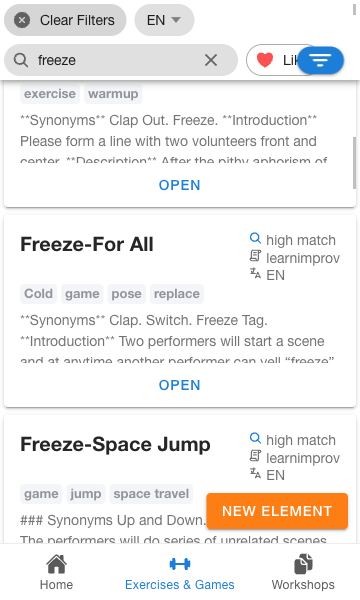 Clear Filters
EN
freeze
exercise warmup
**Synonyms** Clap Out. Freeze. **Introduction**
Please form a line with two volunteers front and
center. **Description** After the pithy aphorism of
OPEN
Freeze-For All
high match
learnimprov
EN
Cold game pose replace
**Synonyms** Clap. Switch. Freeze Tag.
**Introduction** Two performers will start a scene
and at anytime another performer can yell “freeze”
OPEN
Freeze-Space Jump
high match
learnimprov
EN
game jump space travel
### Synonyms Up and Down.
The performers will do series of unrelated scenes
NEW ELEMENT
Home
Exercises & Games
Workshops